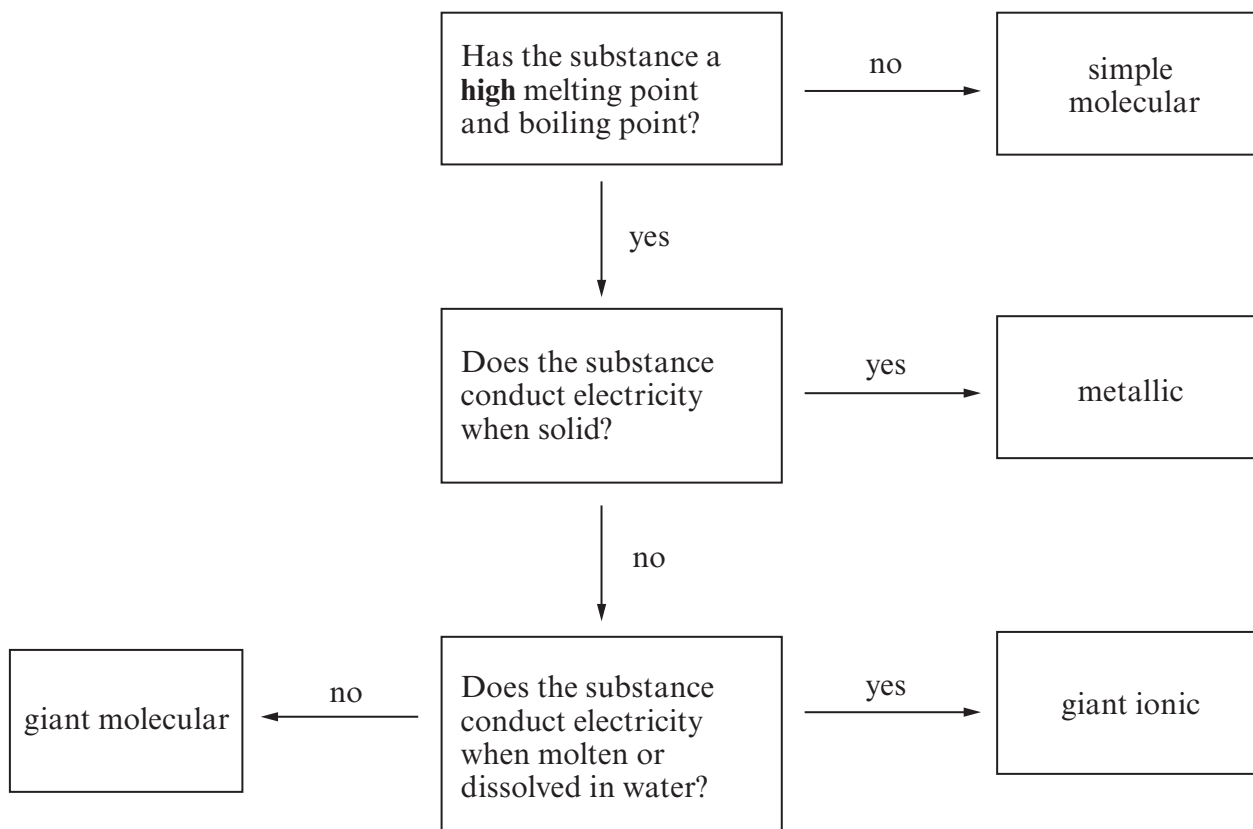 Has the substance a
high melting point
and boiling point?
no
simple
molecular
yes
Does the substance
conduct electricity
when solid?
yes
metallic
no
Does the substance
conduct electricity
when molten or
dissolved in water?
no
giant molecular
yes
giant ionic